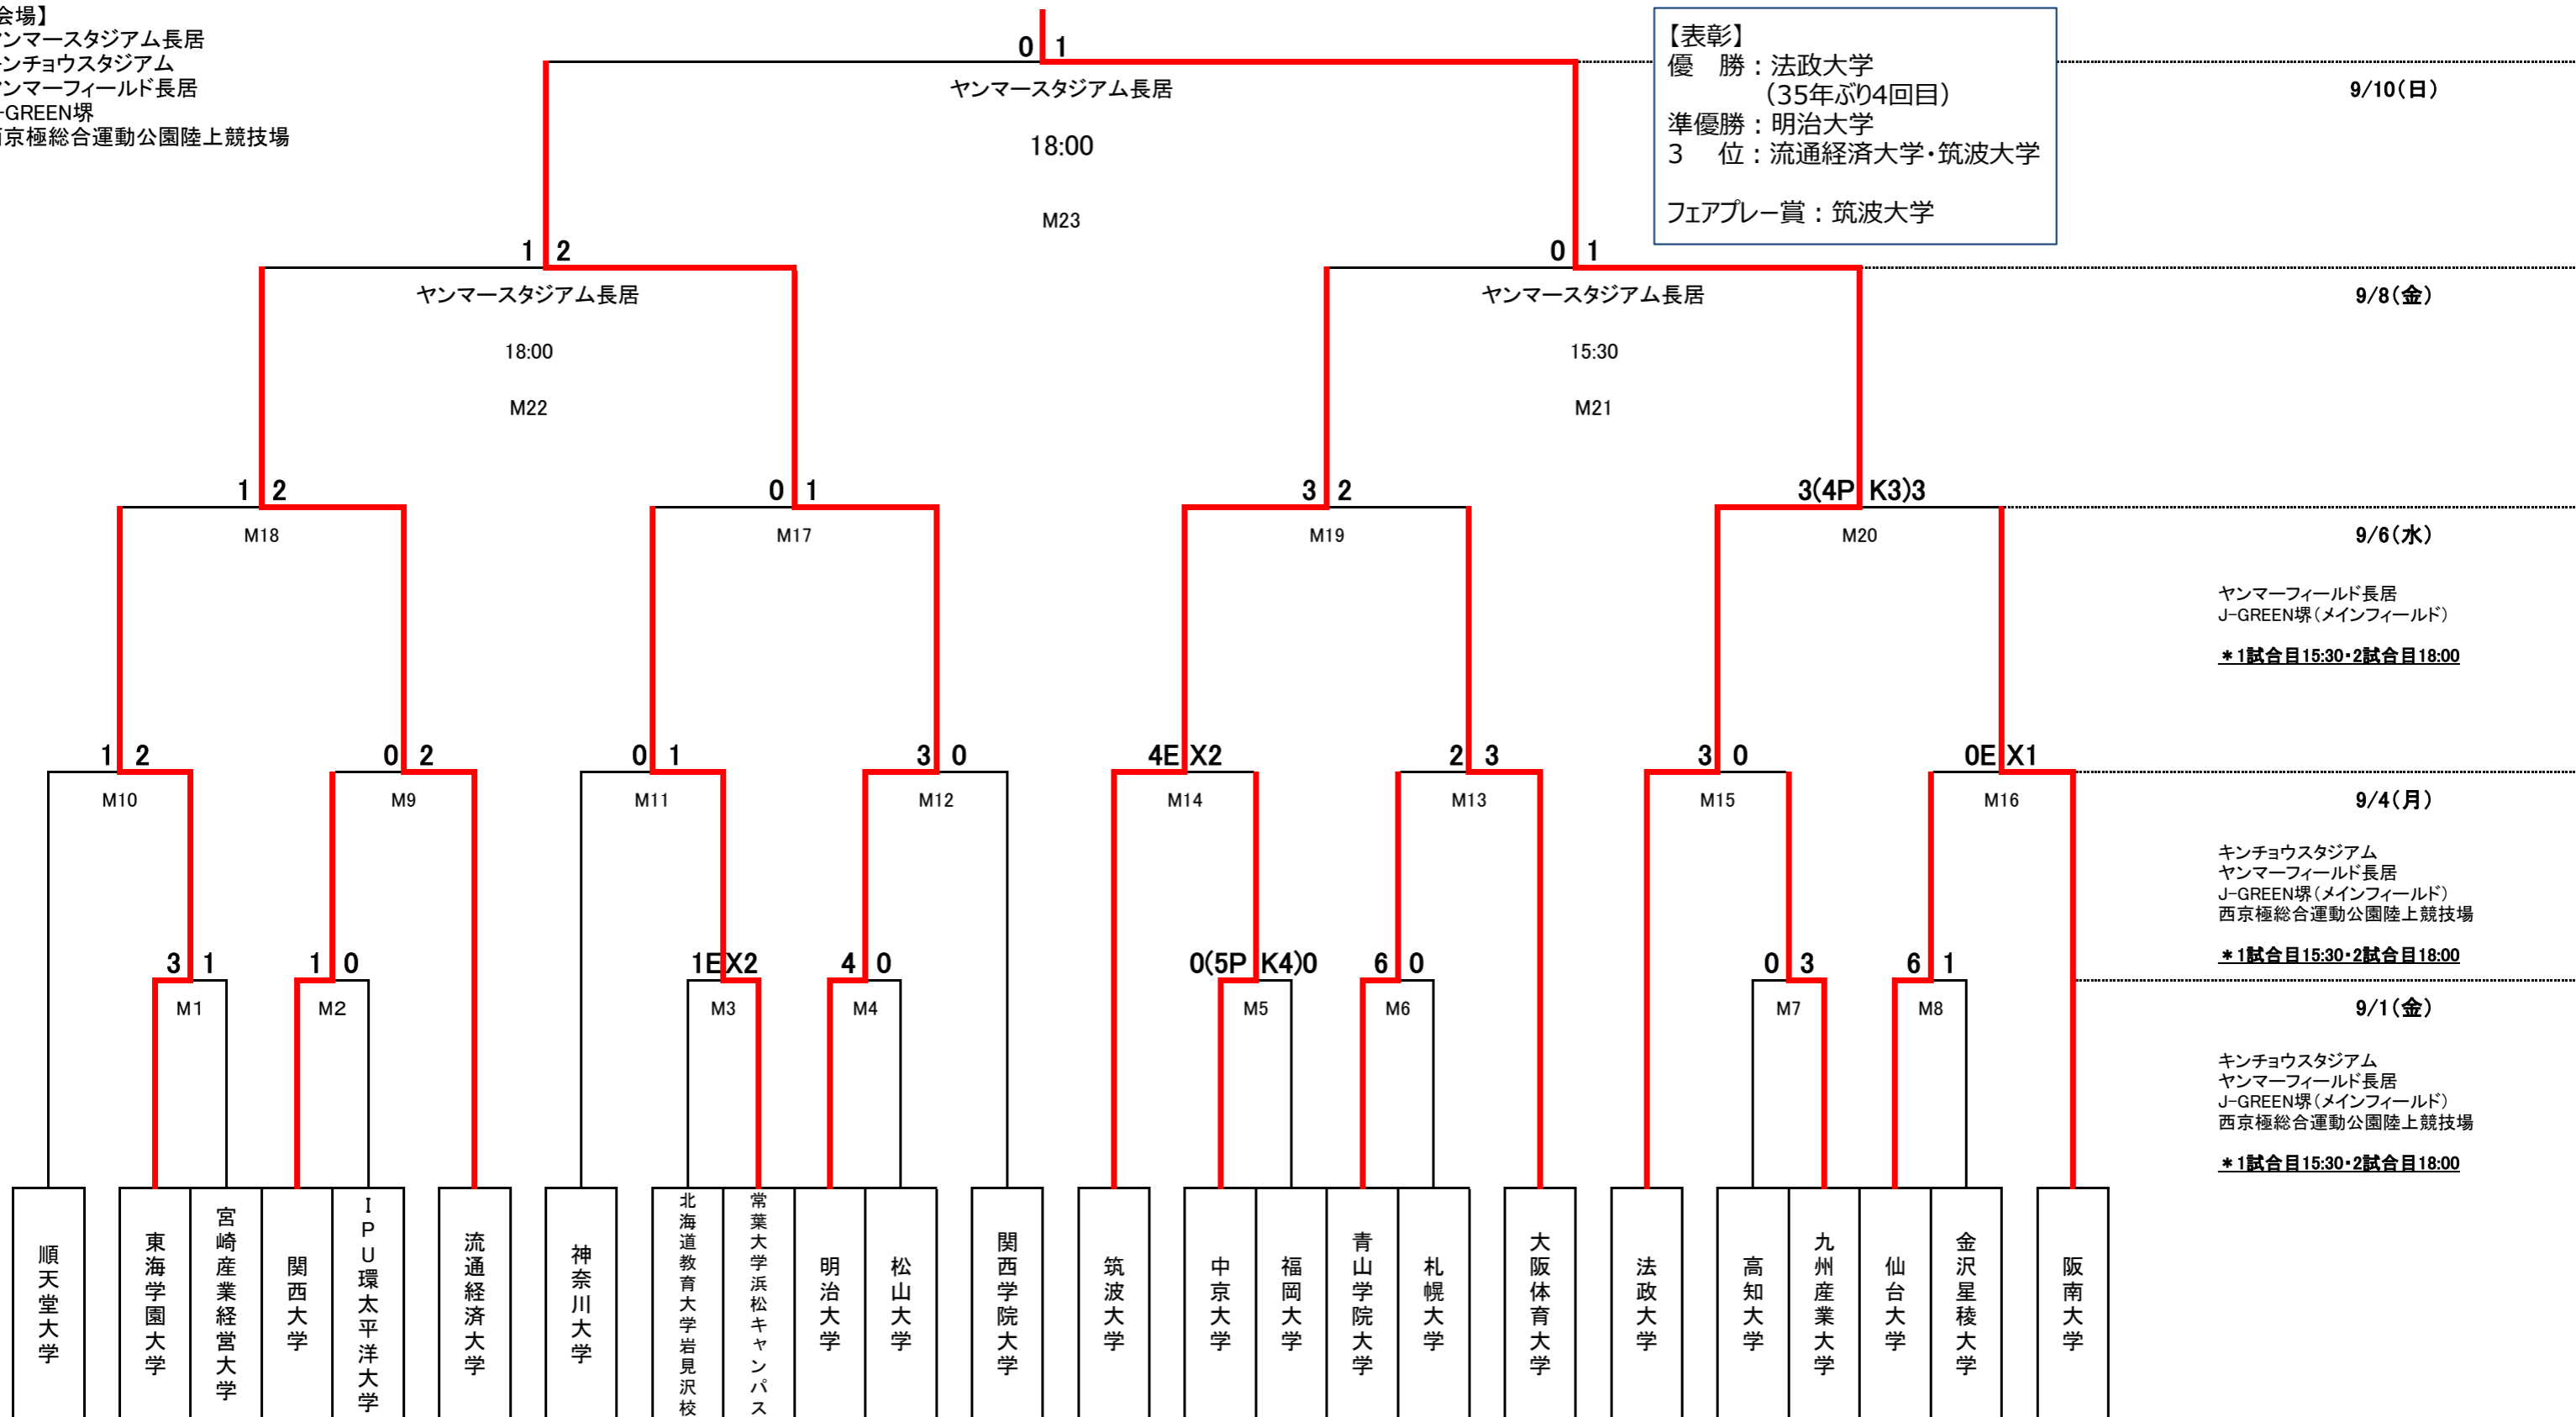 会場】
ヤンマースタジアム長居
キンチョウスタジアム
ヤンマーフィールド長居
J-GREEN堺
西京極総合運動公園陸上競技場
0 1
ヤンマースタジアム長居
18:00
M23
【表彰】
優　勝：法政大学
（35年ぶり4回目）
準優勝：明治大学
3　位：流通経済大学・筑波大学
フェアプレー賞：筑波大学
9/10(日)
1 2
ヤンマースタジアム長居
18:00
M22
0 1
ヤンマースタジアム長居
15:30
M21
9/8(金)
1 2
M18
0 1
M17
3 2
M19
3(4P K3)3
M20
9/6(水)
ヤンマーフィールド長居
J-GREEN堺(メインフィールド)
＊1試合目15:30・2試合目18:00
1 2
M10
0 2
M9
0 1
M11
3 0
M12
4E X2
M14
2 3
M13
3 0
M15
0E X1
M16
9/4(月)
キンチョウスタジアム
ヤンマーフィールド長居
J-GREEN堺(メインフィールド)
西京極総合運動公園陸上競技場
＊1試合目15:30・2試合目18:00
3 1
M1
1 0
M2
1EX2
M3
4 0
M4
0(5P K4)0
M5
6 0
M6
0 3
M7
6 1
M8
9/1(金)
キンチョウスタジアム
ヤンマーフィールド長居
J-GREEN堺(メインフィールド)
西京極総合運動公園陸上競技場
＊1試合目15:30・2試合目18:00
順天堂大学
東海学園大学
宮崎産業経営大学
関西大学
IPU環太平洋大学
流通経済大学
神奈川大学
北海道教育大学岩見沢校
常葉大学浜松キャンパス
明治大学
松山大学
関西学院大学
筑波大学
中京大学
福岡大学
青山学院大学
札幌大学
大阪体育大学
法政大学
高知大学
九州産業大学
仙台大学
金沢星稜大学
阪南大学